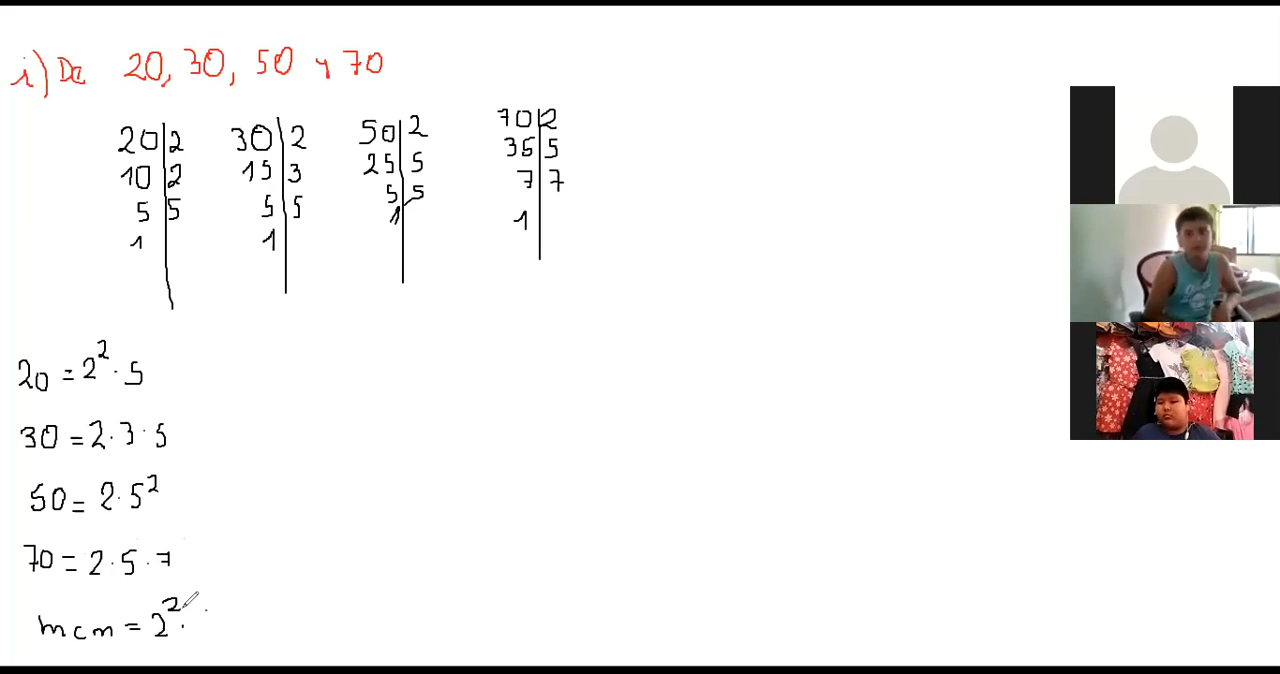 i) De 20, 30, 50 y 70
20 2
10 2
5 5
1
30 2
15 3
5 5
1
50 2
25 5
5 5
1
70 2
35 5
7 7
1
20 = 2² · 5
30 = 2 · 3 · 5
50 = 2 · 5²
70 = 2 · 5 · 7
mcm = 2² ·